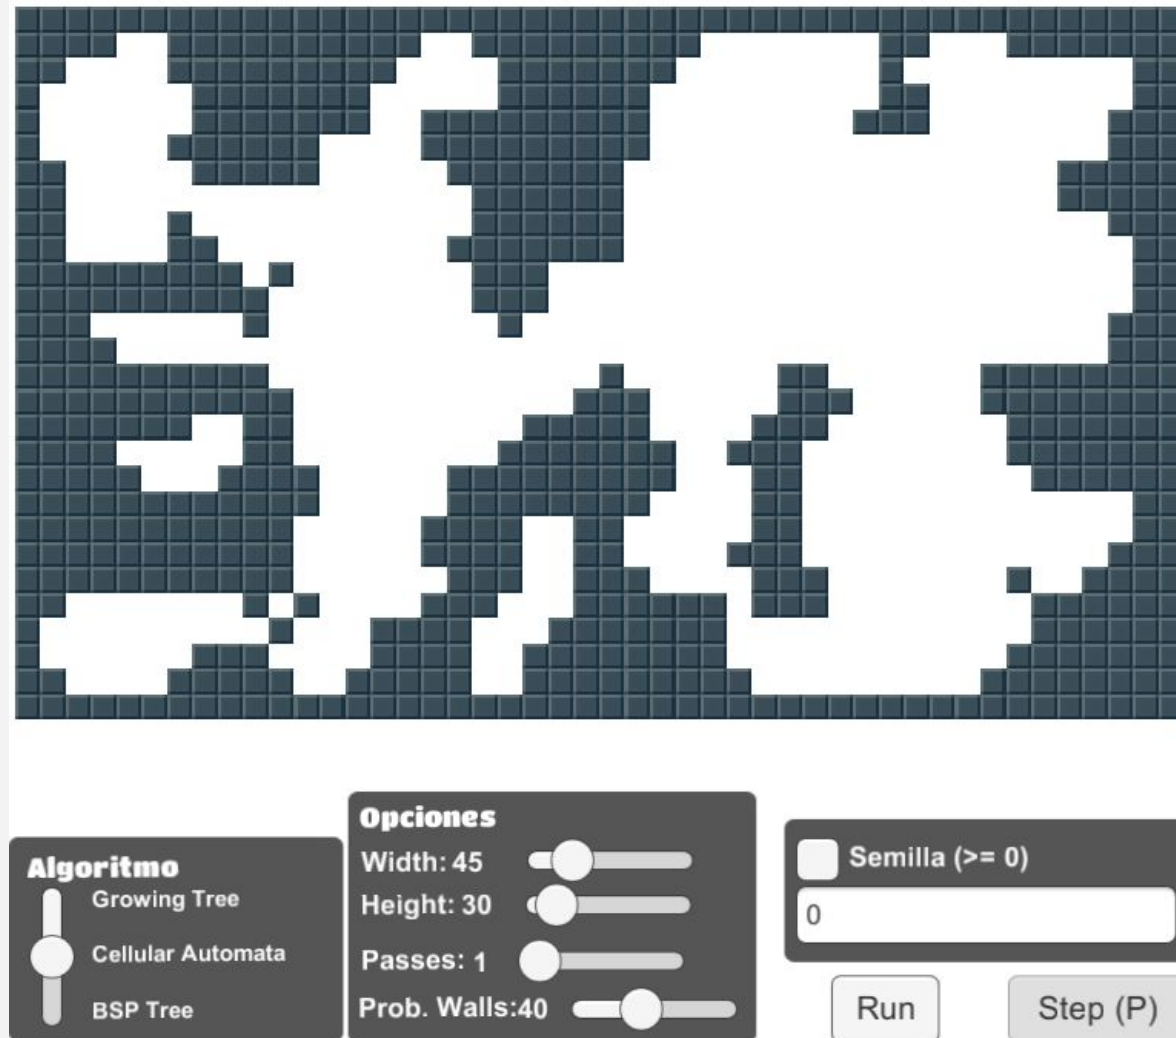 Algoritmo
Growing Tree
Cellular Automata
BSP Tree
Opciones
Width: 45
Height: 30
Passes: 1
Prob. Walls:40
Semilla (>= 0)
0
Run
Step (P)